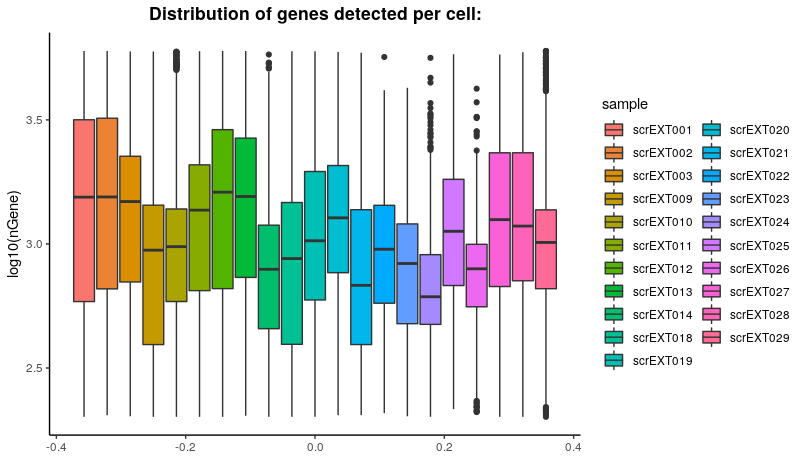 Distribution of genes detected per cell:
log10(nGene)
3.5
3.0
2.5
-0.4
-0.2
0.0
0.2
0.4
sample
scrEXT001
scrEXT002
scrEXT003
scrEXT009
scrEXT010
scrEXT011
scrEXT012
scrEXT013
scrEXT014
scrEXT018
scrEXT019
scrEXT020
scrEXT021
scrEXT022
scrEXT023
scrEXT024
scrEXT025
scrEXT026
scrEXT027
scrEXT028
scrEXT029